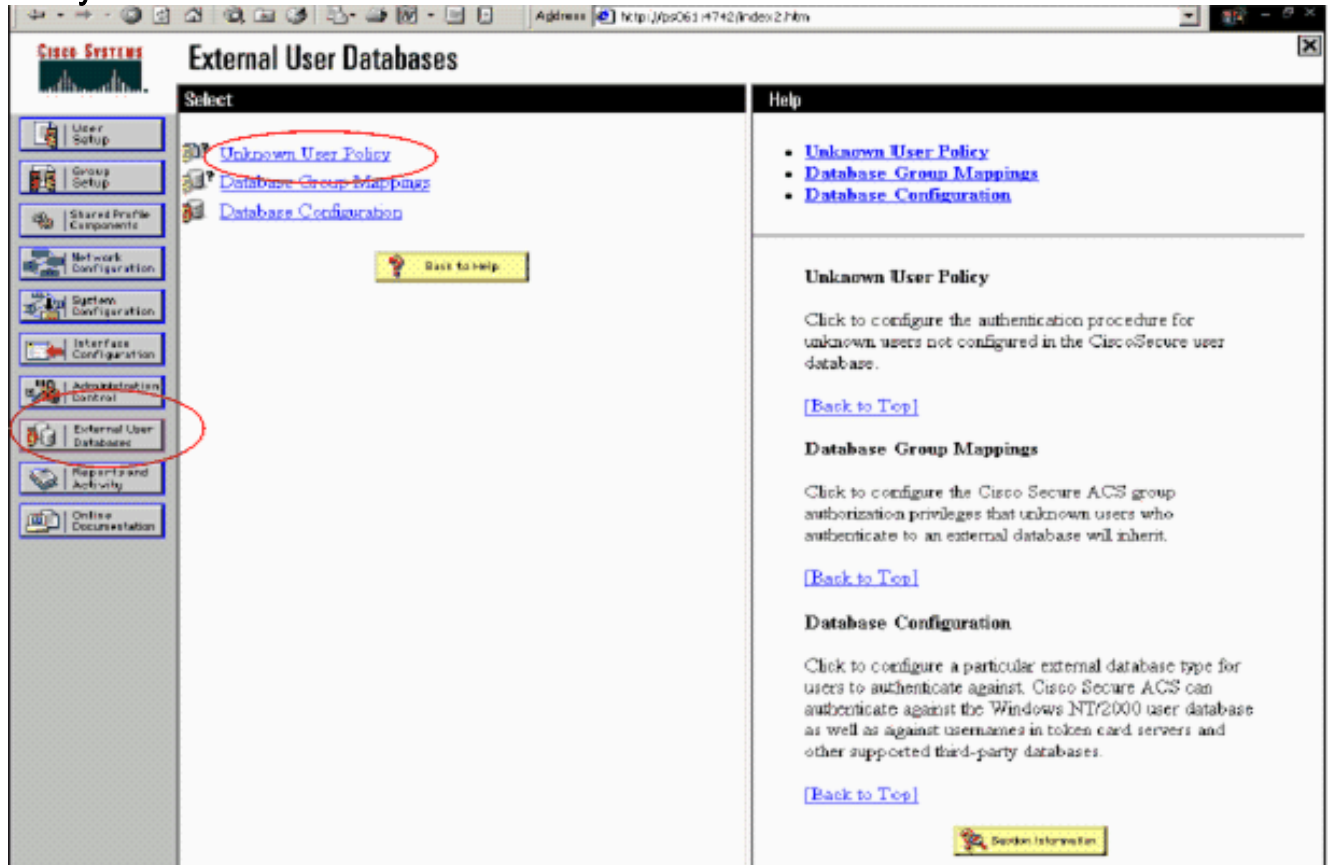 Address http://ps061:4742/index2.htm
CISCO SYSTEMS
External User Databases
Select
Help
User Setup
Group Setup
Shared Profile Components
Network Configuration
System Configuration
Interface Configuration
Administration Control
External User Databases
Reports and Activity
Online Documentation
Unknown User Policy
Database Group Mappings
Database Configuration
Back to Help
• Unknown User Policy
• Database Group Mappings
• Database Configuration
Unknown User Policy
Click to configure the authentication procedure for
unknown users not configured in the CiscoSecure user
database.
[Back to Top]
Database Group Mappings
Click to configure the Cisco Secure ACS group
authorization privileges that unknown users who
authenticate to an external database will inherit.
[Back to Top]
Database Configuration
Click to configure a particular external database type for
users to authenticate against. Cisco Secure ACS can
authenticate against the Windows NT/2000 user database
as well as against usernames in token card servers and
other supported third-party databases.
[Back to Top]
Section Information